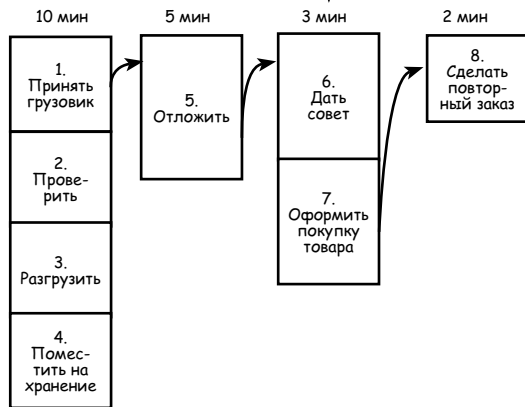 10 мин
5 мин
3 мин
2 мин
1.
Принять
грузовик
2.
Прове-
рить
3.
Разгрузить
4.
Помес-
тить на
хранение
5.
Отложить
6.
Дать
совет
7.
Оформить
покупку
товара
8.
Сделать
повтор-
ный заказ